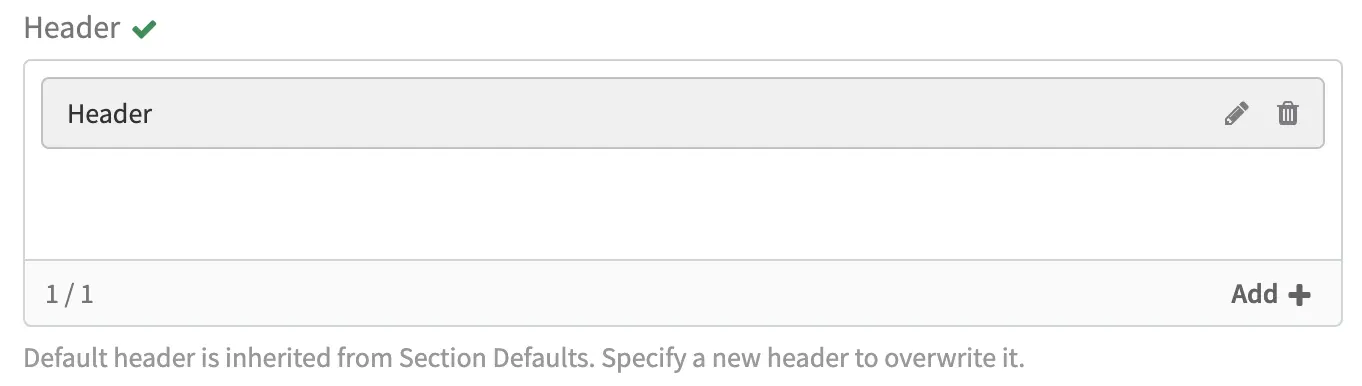 Header
Header
1 / 1
Add
Default header is inherited from Section Defaults. Specify a new header to overwrite it.